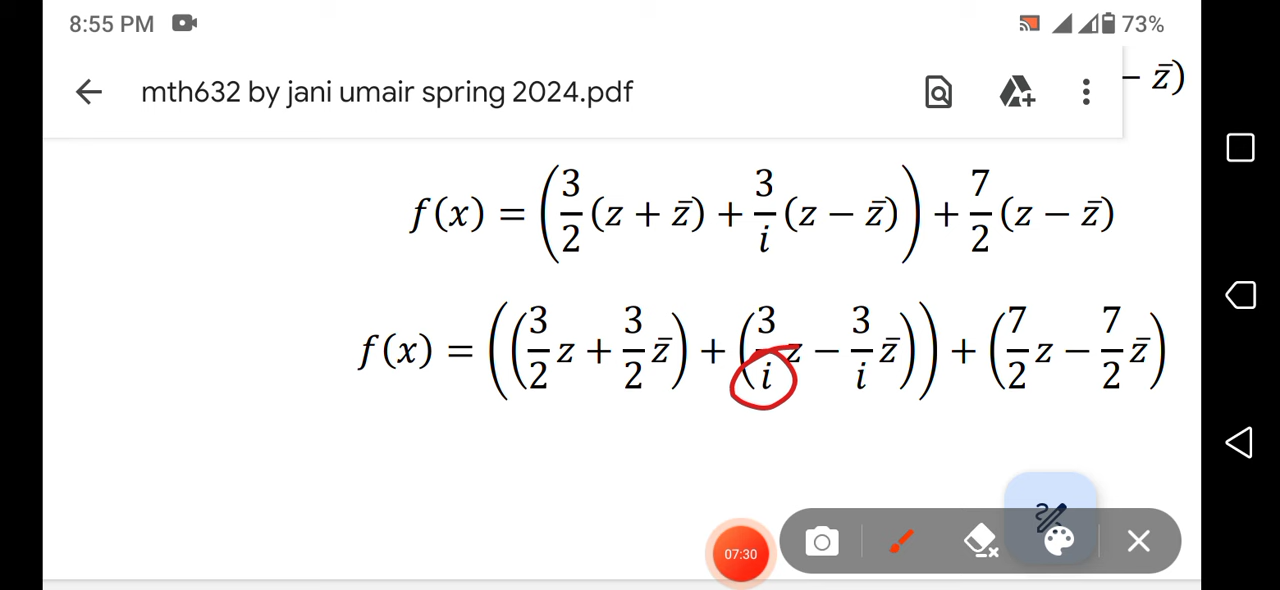 8:55 PM 73%
mth632 by jani umair spring 2024.pdf
− z̄)
f(x) = (3/2(z + z̄) + 3/i(z − z̄)) + 7/2(z − z̄)
f(x) = ((3/2z + 3/2z̄) + (3/iz − 3/iz̄)) + (7/2z − 7/2z̄)
07:30